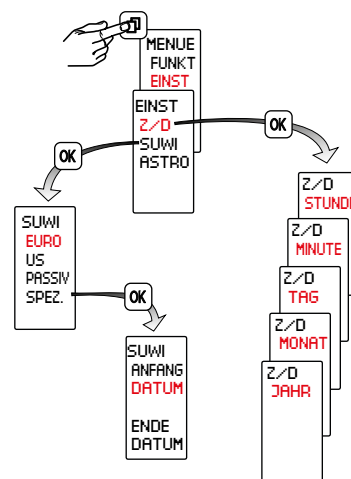 MENUE
FUNKT
EINST
EINST
Z/D
SUWI
ASTRO
OK
OK
SUWI
EURO
US
PASSIV
SPEZ.
OK
SUWI
ANFANG
DATUM
ENDE
DATUM
Z/D
STUNDE
Z/D
MINUTE
Z/D
TAG
Z/D
MONAT
Z/D
JAHR